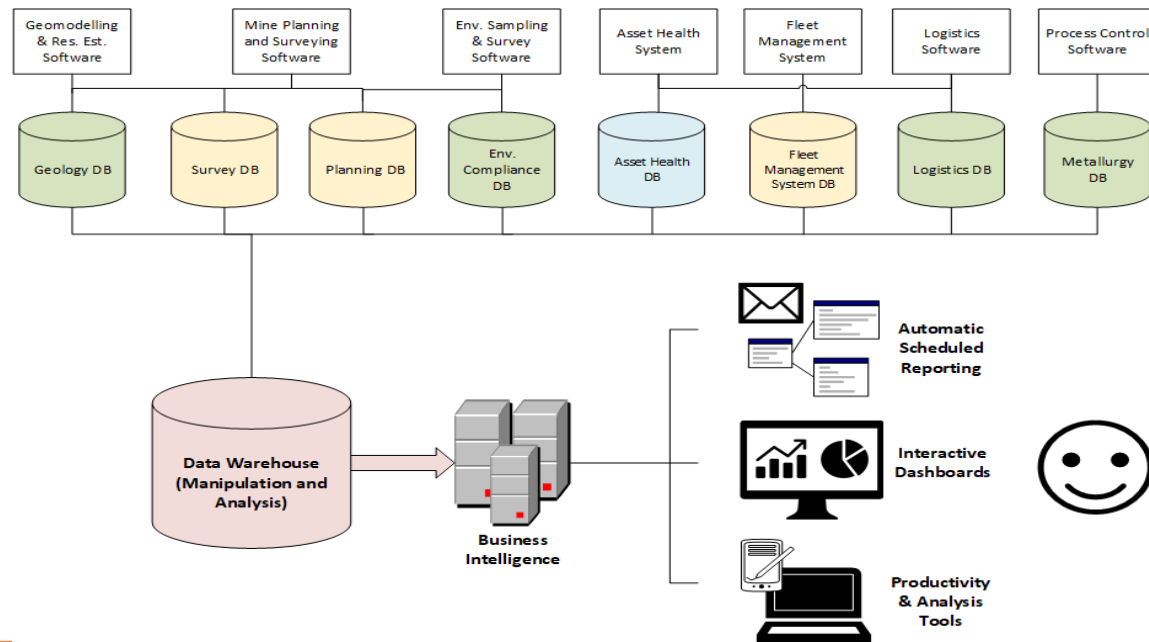 Geomodelling
& Res. Est.
Software
Mine Planning
and Surveying
Software
Env. Sampling
& Survey
Software
Asset Health
System
Fleet
Management
System
Logistics
Software
Process Control
Software
Geology DB
Survey DB
Planning DB
Env.
Compliance
DB
Asset Health
DB
Fleet
Management
System DB
Logistics DB
Metallurgy
DB
Automatic
Scheduled
Reporting
Data Warehouse
(Manipulation and
Analysis)
Business
Intelligence
Interactive
Dashboards
Productivity
& Analysis
Tools